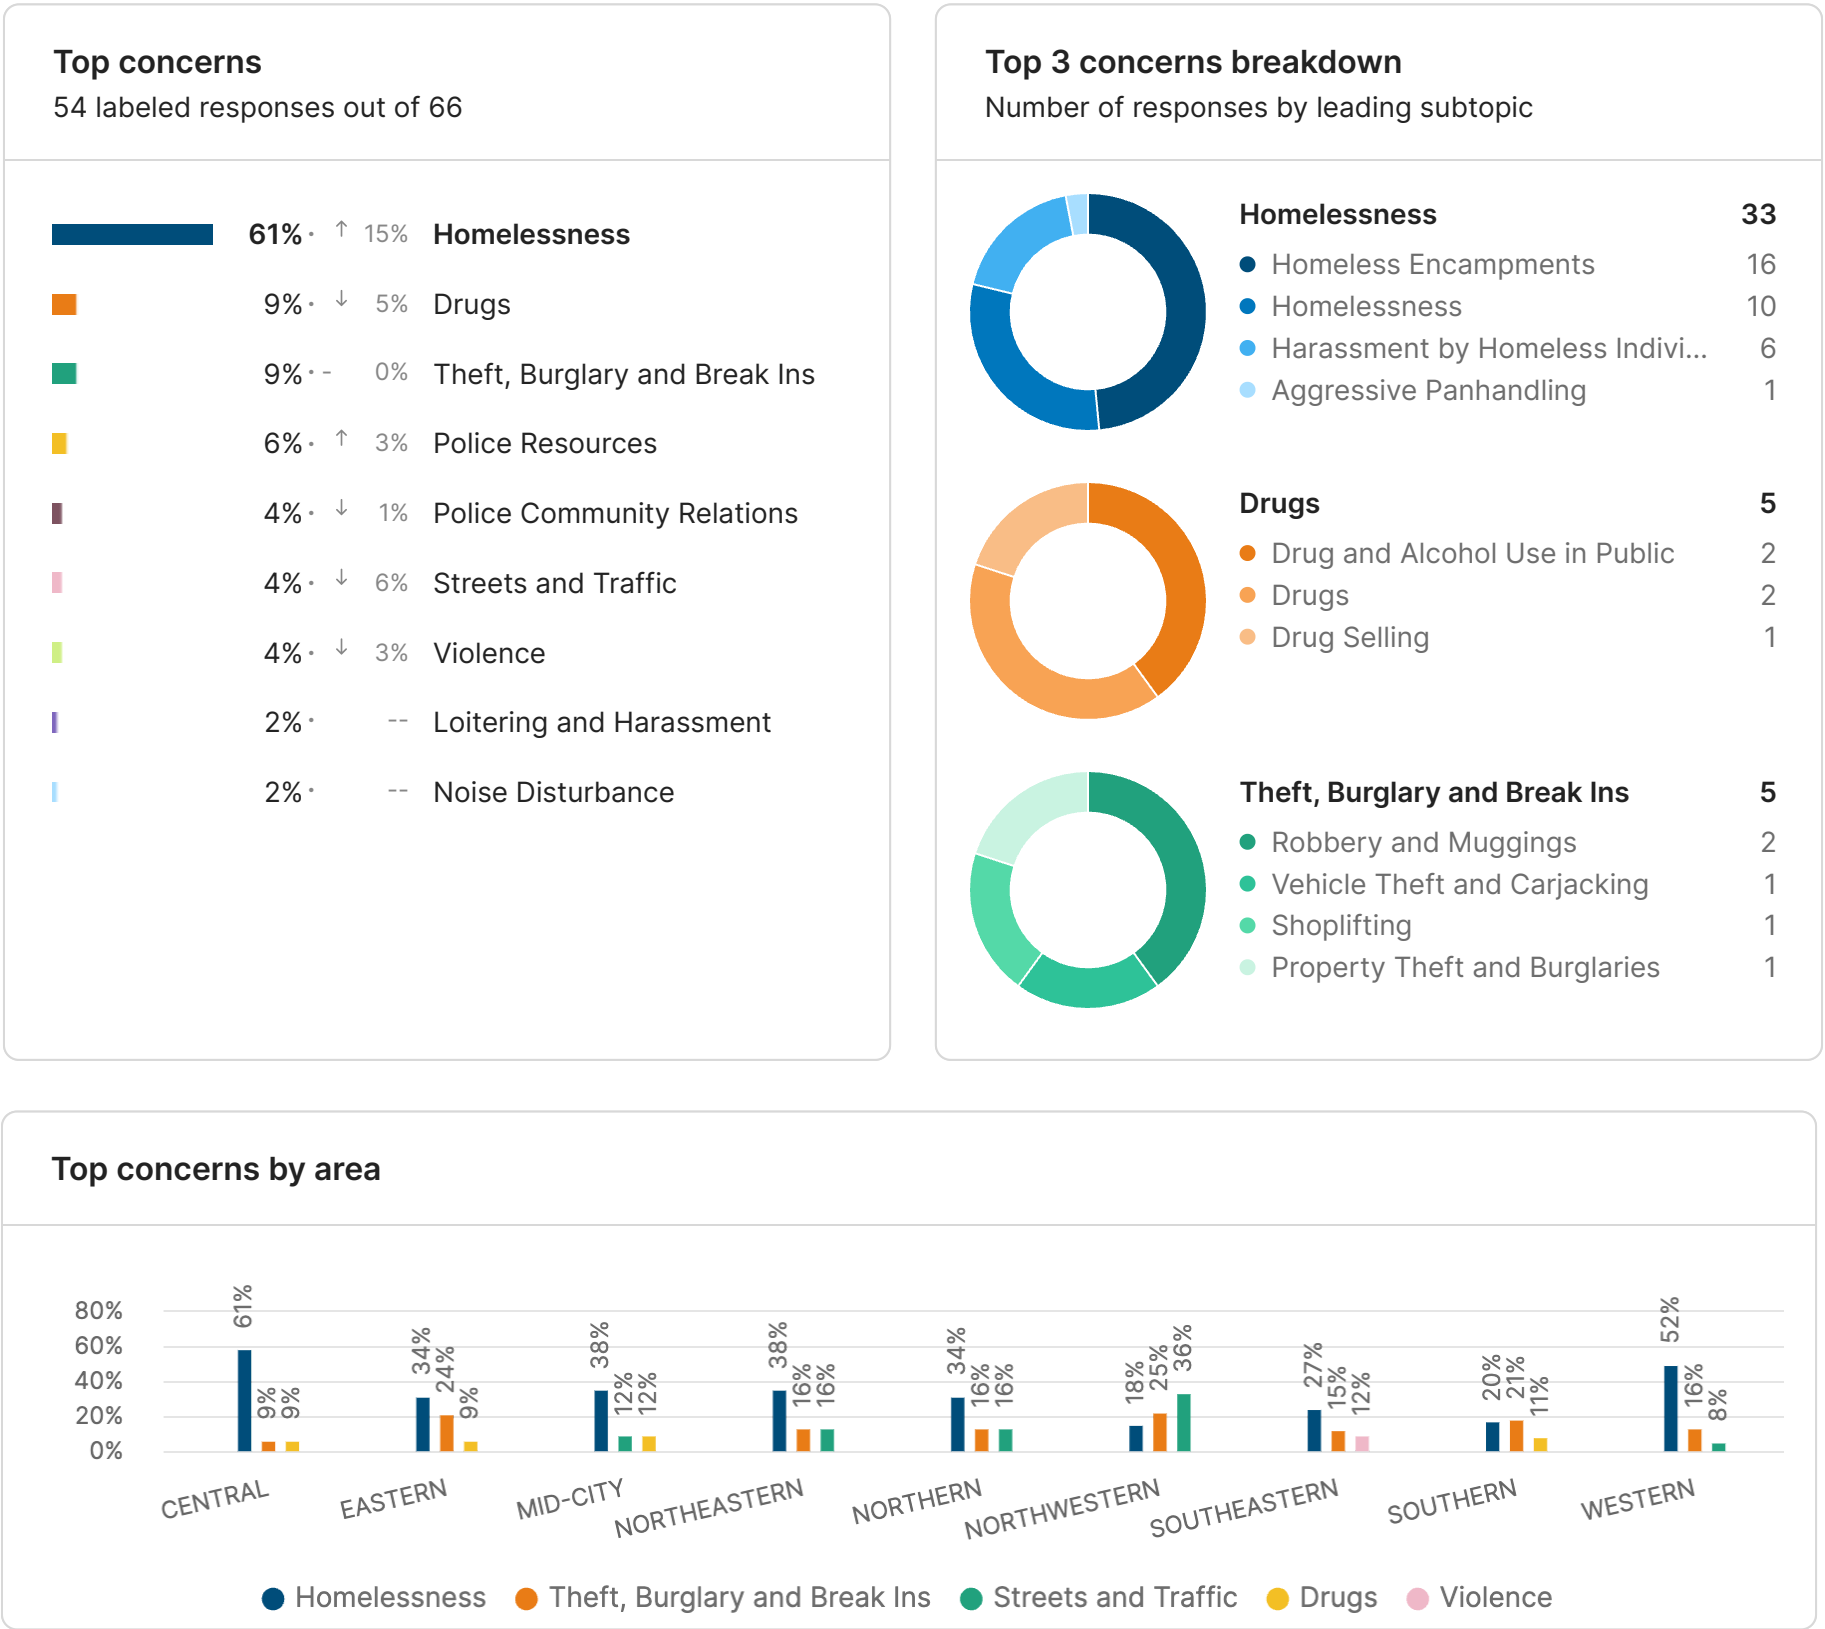 Top concerns
54 labeled responses out of 66
61% · ↑ 15% Homelessness
9% · ↓ 5% Drugs
9% · - 0% Theft, Burglary and Break Ins
6% · ↑ 3% Police Resources
4% · ↓ 1% Police Community Relations
4% · ↓ 6% Streets and Traffic
4% · ↓ 3% Violence
2% · -- Loitering and Harassment
2% · -- Noise Disturbance
Top 3 concerns breakdown
Number of responses by leading subtopic
Homelessness 33
Homeless Encampments 16
Homelessness 10
Harassment by Homeless Indivi... 6
Aggressive Panhandling 1
Drugs 5
Drug and Alcohol Use in Public 2
Drugs 2
Drug Selling 1
Theft, Burglary and Break Ins 5
Robbery and Muggings 2
Vehicle Theft and Carjacking 1
Shoplifting 1
Property Theft and Burglaries 1
Top concerns by area
80%
60%
40%
20%
0%
61% 9% 9%
34% 24% 9%
38% 12% 12%
38% 16% 16%
34% 16% 16%
18% 25% 36%
27% 15% 12%
20% 21% 11%
52% 16% 8%
CENTRAL EASTERN MID-CITY NORTHEASTERN NORTHERN NORTHWESTERN SOUTHEASTERN SOUTHERN WESTERN
Homelessness Theft, Burglary and Break Ins Streets and Traffic Drugs Violence